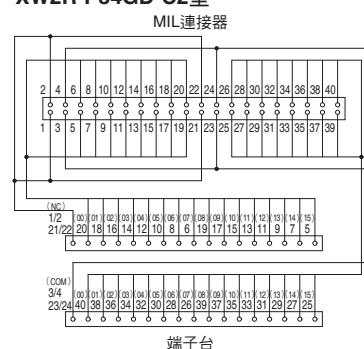 MIL連接器
2 4 6 8 10 12 14 16 18 20 22 24 26 28 30 32 34 36 38 40
1 3 5 7 9 11 13 15 17 19 21 23 25 27 29 31 33 35 37 39
(NC)
1/2 (00) (01) (02) (03) (04) (05) (06) (07) (08) (09) (10) (11) (12) (13) (14) (15)
21/22 20 18 16 14 12 10 8 6 19 17 15 13 11 9 7 5
(COM)
3/4 (00) (01) (02) (03) (04) (05) (06) (07) (08) (09) (10) (11) (12) (13) (14) (15)
23/24 40 38 36 34 32 30 28 26 39 37 35 33 31 29 27 25
端子台